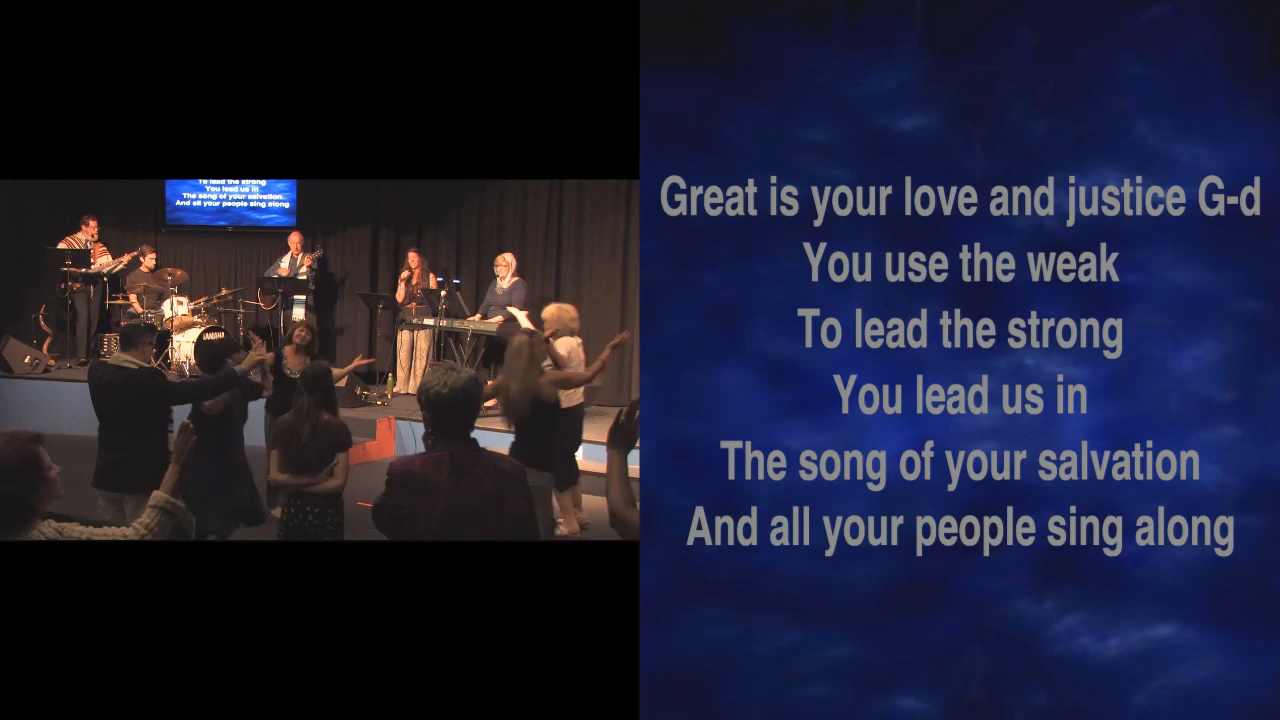 To lead the strong
You lead us in
The song of your salvation
And all your people sing along
YAMAHA
Great is your love and justice G-d
You use the weak
To lead the strong
You lead us in
The song of your salvation
And all your people sing along